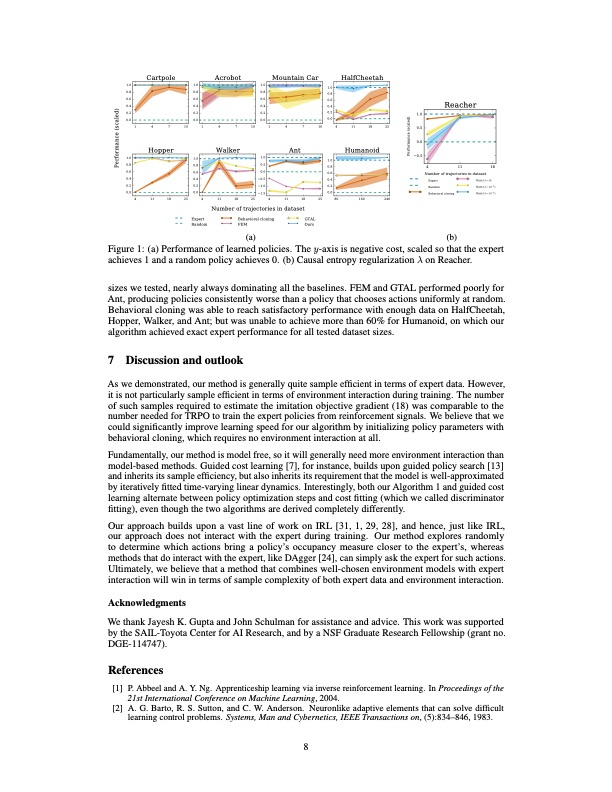 Cartpole
Acrobot
Mountain Car
HalfCheetah
Reacher
Hopper
Walker
Ant
Humanoid
Performance (scaled)
Performance (scaled)
Number of trajectories in dataset
Number of trajectories in dataset
Expert
Random
Behavioral cloning
FEM
GTAL
Ours
Expert
Random
Behavioral cloning
(a)
(b)
Figure 1: (a) Performance of learned policies. The y-axis is negative cost, scaled so that the expert
achieves 1 and a random policy achieves 0. (b) Causal entropy regularization λ on Reacher.
sizes we tested, nearly always dominating all the baselines. FEM and GTAL performed poorly for
Ant, producing policies consistently worse than a policy that chooses actions uniformly at random.
Behavioral cloning was able to reach satisfactory performance with enough data on HalfCheetah,
Hopper, Walker, and Ant; but was unable to achieve more than 60% for Humanoid, on which our
algorithm achieved exact expert performance for all tested dataset sizes.
7 Discussion and outlook
As we demonstrated, our method is generally quite sample efficient in terms of expert data. However,
it is not particularly sample efficient in terms of environment interaction during training. The number
of such samples required to estimate the imitation objective gradient (18) was comparable to the
number needed for TRPO to train the expert policies from reinforcement signals. We believe that we
could significantly improve learning speed for our algorithm by initializing policy parameters with
behavioral cloning, which requires no environment interaction at all.
Fundamentally, our method is model free, so it will generally need more environment interaction than
model-based methods. Guided cost learning [7], for instance, builds upon guided policy search [13]
and inherits its sample efficiency, but also inherits its requirement that the model is well-approximated
by iteratively fitted time-varying linear dynamics. Interestingly, both our Algorithm 1 and guided cost
learning alternate between policy optimization steps and cost fitting (which we called discriminator
fitting), even though the two algorithms are derived completely differently.
Our approach builds upon a vast line of work on IRL [31, 1, 29, 28], and hence, just like IRL,
our approach does not interact with the expert during training. Our method explores randomly
to determine which actions bring a policy's occupancy measure closer to the expert's, whereas
methods that do interact with the expert, like DAgger [24], can simply ask the expert for such actions.
Ultimately, we believe that a method that combines well-chosen environment models with expert
interaction will win in terms of sample complexity of both expert data and environment interaction.
Acknowledgments
We thank Jayesh K. Gupta and John Schulman for assistance and advice. This work was supported
by the SAIL-Toyota Center for AI Research, and by a NSF Graduate Research Fellowship (grant no.
DGE-114747).
References
[1] P. Abbeel and A. Y. Ng. Apprenticeship learning via inverse reinforcement learning. In Proceedings of the
21st International Conference on Machine Learning, 2004.
[2] A. G. Barto, R. S. Sutton, and C. W. Anderson. Neuronlike adaptive elements that can solve difficult
learning control problems. Systems, Man and Cybernetics, IEEE Transactions on, (5):834–846, 1983.
8